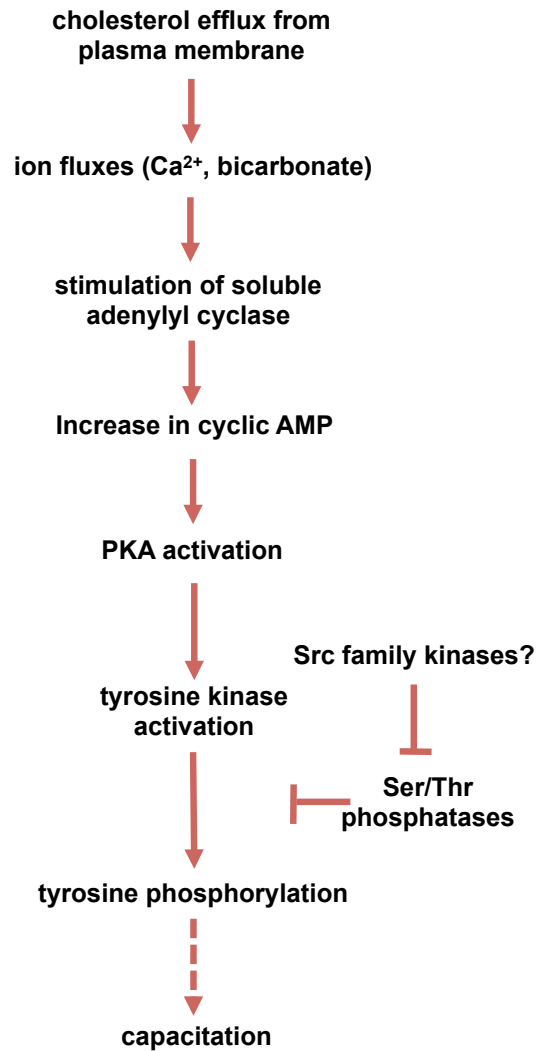 cholesterol efflux from
plasma membrane
ion fluxes (Ca²⁺, bicarbonate)
stimulation of soluble
adenylyl cyclase
Increase in cyclic AMP
PKA activation
Src family kinases?
tyrosine kinase
activation
Ser/Thr
phosphatases
tyrosine phosphorylation
capacitation